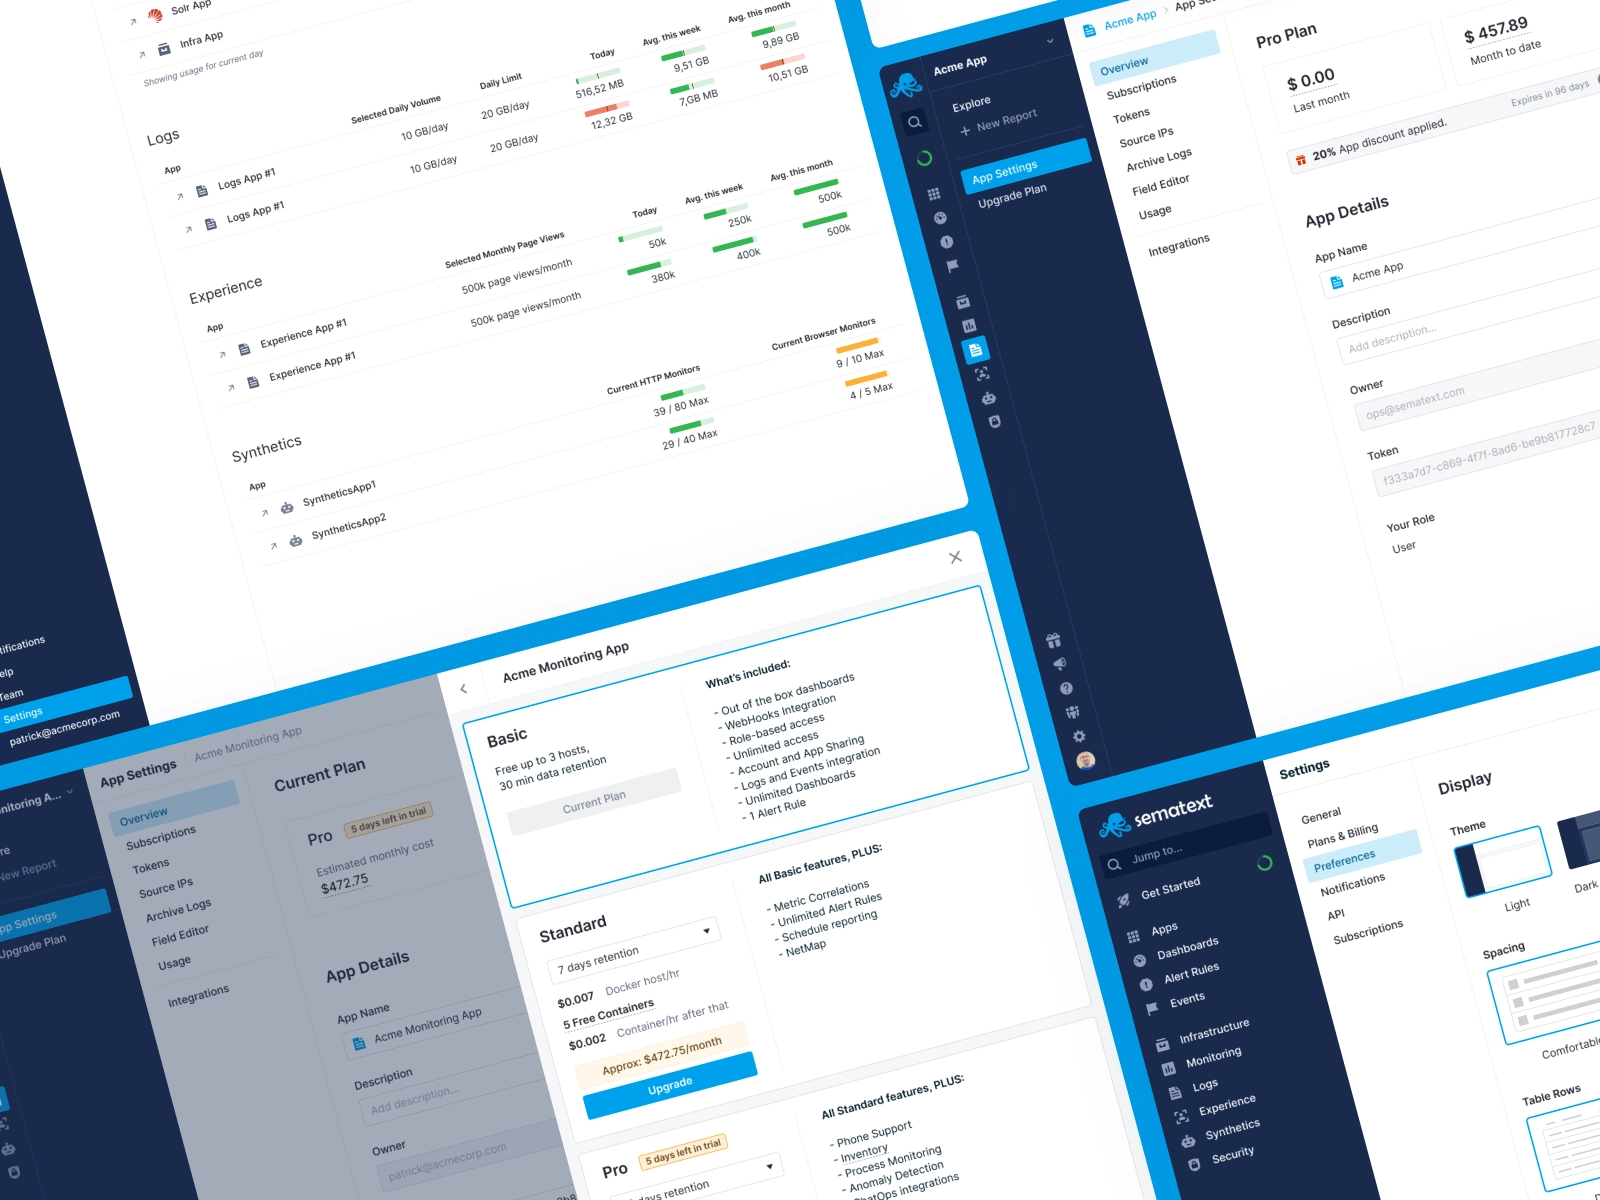 Solr App
Infra App
Showing usage for current day
Logs
App
Selected Daily Volume
Daily Limit
Today
Avg. this week
Avg. this month
Logs App #1
10 GB/day
20 GB/day
516,52 MB
9,51 GB
9,89 GB
Logs App #1
10 GB/day
20 GB/day
12,32 GB
7,GB MB
10,51 GB
Experience
App
Selected Monthly Page Views
Today
Avg. this week
Avg. this month
Experience App #1
500k page views/month
50k
250k
500k
Experience App #1
500k page views/month
380k
400k
500k
Synthetics
App
Current HTTP Monitors
Current Browser Monitors
SyntheticsApp1
39 / 80 Max
9 / 10 Max
SyntheticsApp2
29 / 40 Max
4 / 5 Max
Team
Settings
patrick@acmecorp.com
Acme App
Explore
New Report
App Settings
Upgrade Plan
Acme App
Overview
Subscriptions
Tokens
Source IPs
Archive Logs
Field Editor
Usage
Integrations
Pro Plan
$ 0.00
Last month
$ 457.89
Month to date
20% App discount applied.
Expires in 96 days
App Details
App Name
Acme App
Description
Add description...
Owner
ops@sematext.com
Token
f333a7d7-c869-4f7f-8ad6-be9b817728c7
Your Role
User
New Report
Upgrade Plan
App Settings
Acme Monitoring App
Overview
Subscriptions
Tokens
Source IPs
Archive Logs
Field Editor
Usage
Integrations
Current Plan
Pro
5 days left in trial
Estimated monthly cost
$472.75
App Details
App Name
Acme Monitoring App
Description
Add description...
Owner
patrick@acmecorp.com
Acme Monitoring App
Basic
Free up to 3 hosts,
30 min data retention
Current Plan
What's included:
- Out of the box dashboards
- WebHooks Integration
- Role-based access
- Unlimited access
- Account and App Sharing
- Logs and Events integration
- Unlimited Dashboards
- 1 Alert Rule
Standard
7 days retention
$0.007 Docker host/hr
5 Free Containers
$0.002 Container/hr after that
Approx: $472.75/month
Upgrade
All Basic features, PLUS:
- Metric Correlations
- Unlimited Alert Rules
- Schedule reporting
- NetMap
Pro
5 days left in trial
days retention
All Standard features, PLUS:
- Phone Support
- Inventory
- Process Monitoring
- Anomaly Detection
integrations
sematext
Jump to...
Get Started
Apps
Dashboards
Alert Rules
Events
Infrastructure
Monitoring
Logs
Experience
Synthetics
Security
Settings
General
Plans & Billing
Preferences
Notifications
API
Subscriptions
Display
Theme
Light
Dark
Spacing
Comfortable
Table Rows